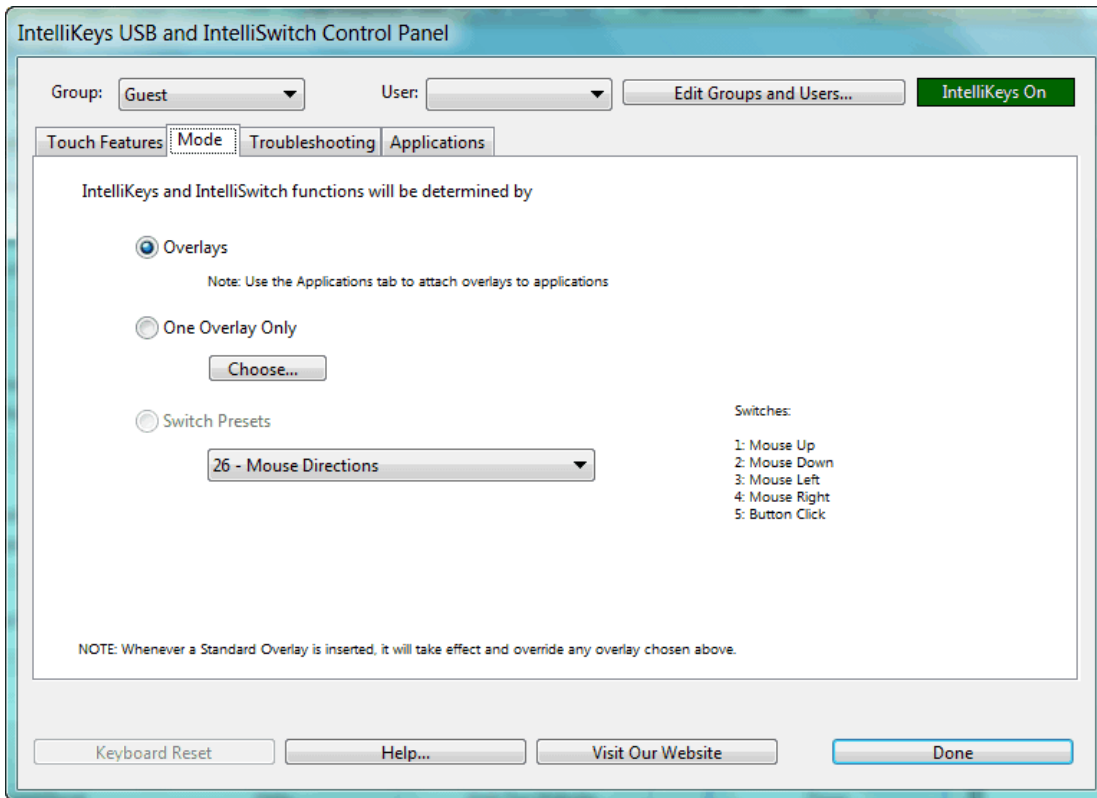 IntelliKeys USB and IntelliSwitch Control Panel
Group: Guest User: Edit Groups and Users... IntelliKeys On
Touch Features Mode Troubleshooting Applications
IntelliKeys and IntelliSwitch functions will be determined by
Overlays
Note: Use the Applications tab to attach overlays to applications
One Overlay Only
Choose...
Switch Presets
26 - Mouse Directions
Switches:
1: Mouse Up
2: Mouse Down
3: Mouse Left
4: Mouse Right
5: Button Click
NOTE: Whenever a Standard Overlay is inserted, it will take effect and override any overlay chosen above.
Keyboard Reset Help... Visit Our Website Done